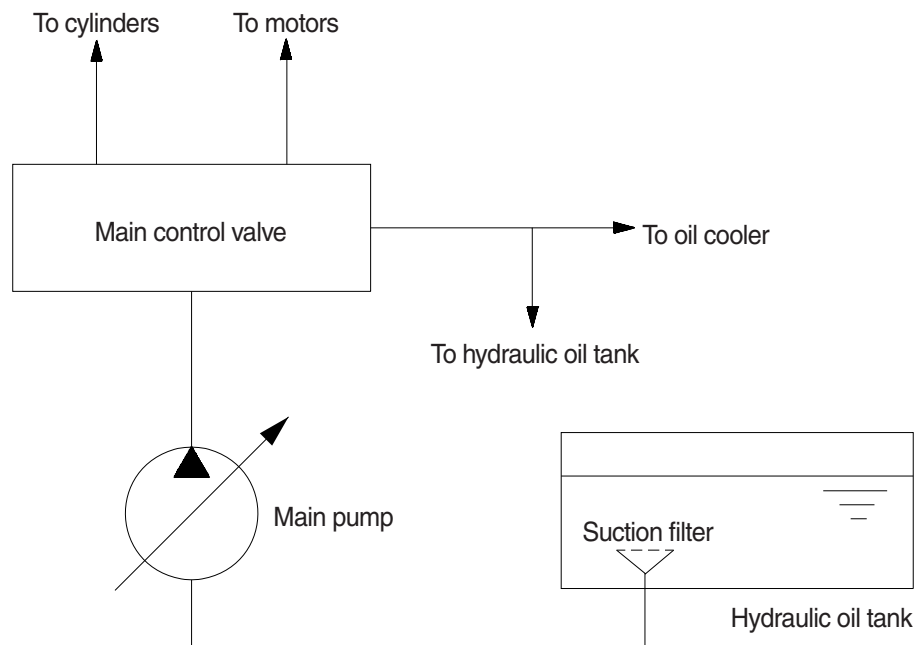 To cylinders
To motors
Main control valve
To oil cooler
To hydraulic oil tank
Main pump
Suction filter
Hydraulic oil tank